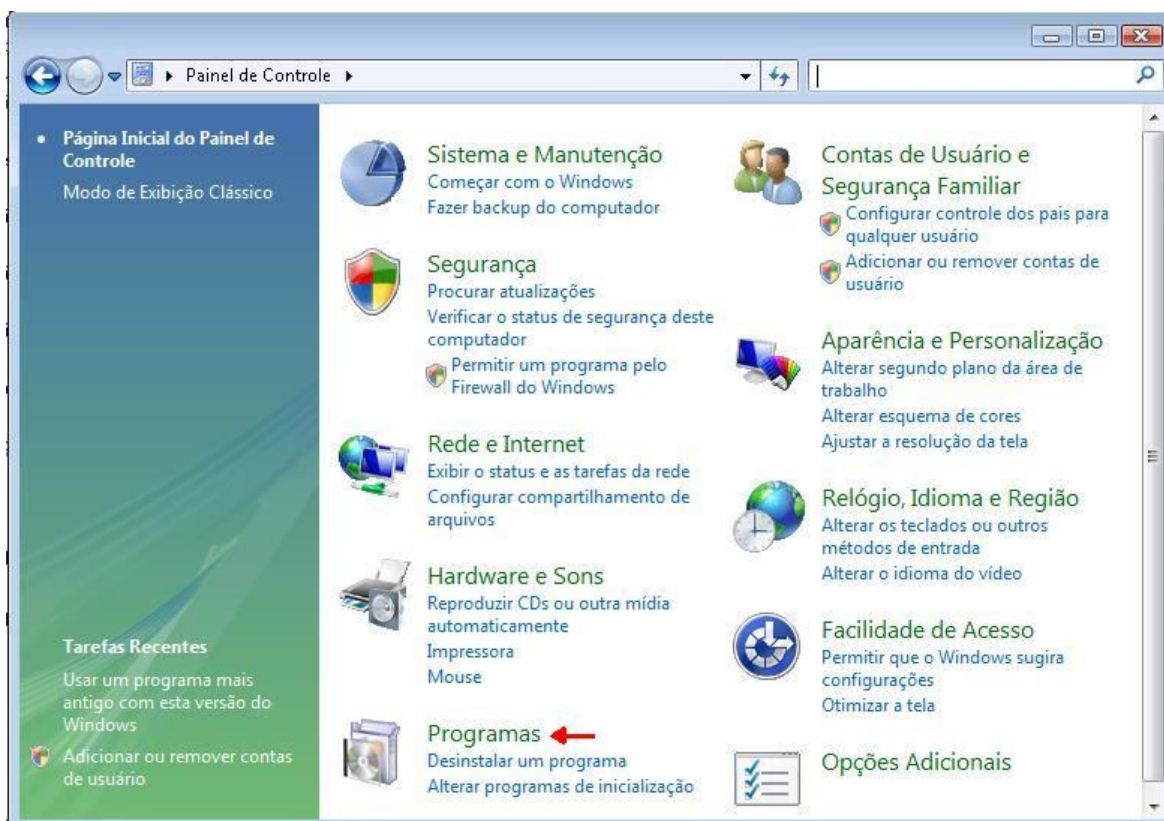 Painel de Controle
Página Inicial do Painel de
Controle
Modo de Exibição Clássico
Sistema e Manutenção
Começar com o Windows
Fazer backup do computador
Segurança
Procurar atualizações
Verificar o status de segurança deste
computador
Permitir um programa pelo
Firewall do Windows
Rede e Internet
Exibir o status e as tarefas da rede
Configurar compartilhamento de
arquivos
Hardware e Sons
Reproduzir CDs ou outra mídia
automaticamente
Impressora
Mouse
Programas
Desinstalar um programa
Alterar programas de inicialização
Contas de Usuário e
Segurança Familiar
Configurar controle dos pais para
qualquer usuário
Adicionar ou remover contas de
usuário
Aparência e Personalização
Alterar segundo plano da área de
trabalho
Alterar esquema de cores
Ajustar a resolução da tela
Relógio, Idioma e Região
Alterar os teclados ou outros
métodos de entrada
Alterar o idioma do vídeo
Facilidade de Acesso
Permitir que o Windows sugira
configurações
Otimizar a tela
Opções Adicionais
Tarefas Recentes
Usar um programa mais
antigo com esta versão do
Windows
Adicionar ou remover contas
de usuário